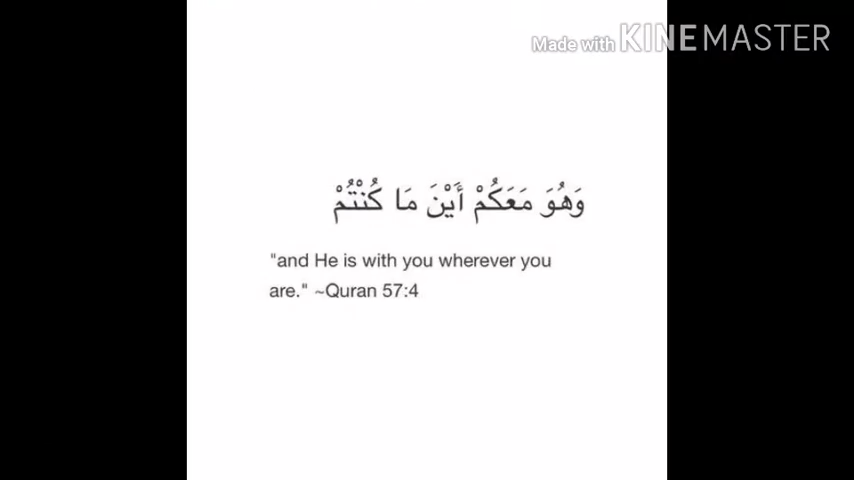 Made with KINEMASTER
وَهُوَ مَعَكُمْ أَيْنَ مَا كُنْتُمْ
"and He is with you wherever you
are." ~Quran 57:4